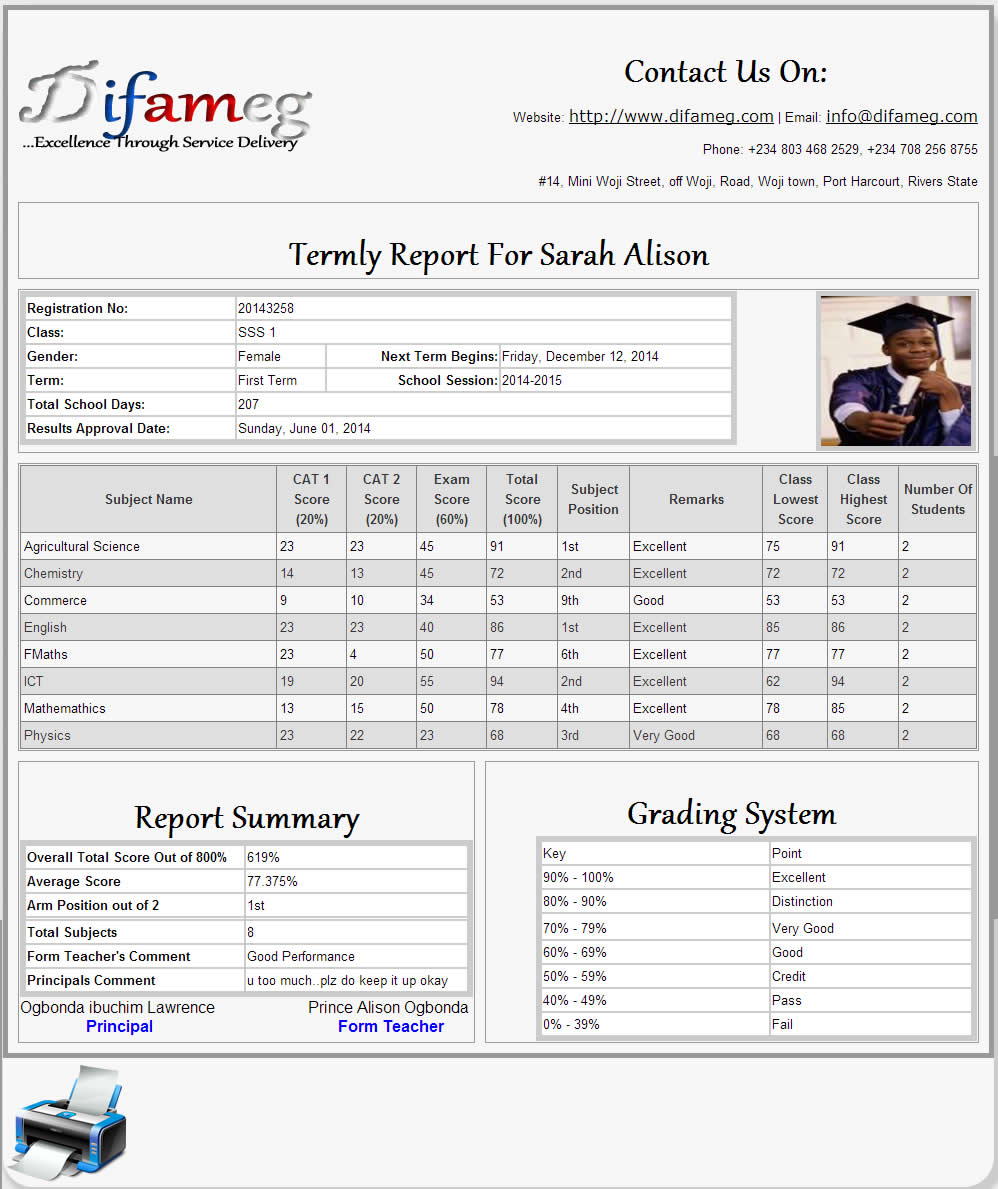 Difameg
...Excellence Through Service Delivery
Contact Us On:
Website: http://www.difameg.com | Email: info@difameg.com
Phone: +234 803 468 2529, +234 708 256 8755
#14, Mini Woji Street, off Woji, Road, Woji town, Port Harcourt, Rivers State
Termly Report For Sarah Alison
Registration No: 20143258
Class: SSS 1
Gender: Female Next Term Begins: Friday, December 12, 2014
Term: First Term School Session: 2014-2015
Total School Days: 207
Results Approval Date: Sunday, June 01, 2014
Subject Name CAT 1 Score (20%) CAT 2 Score (20%) Exam Score (60%) Total Score (100%) Subject Position Remarks Class Lowest Score Class Highest Score Number Of Students
Agricultural Science 23 23 45 91 1st Excellent 75 91 2
Chemistry 14 13 45 72 2nd Excellent 72 72 2
Commerce 9 10 34 53 9th Good 53 53 2
English 23 23 40 86 1st Excellent 85 86 2
FMaths 23 4 50 77 6th Excellent 77 77 2
ICT 19 20 55 94 2nd Excellent 62 94 2
Mathemathics 13 15 50 78 4th Excellent 78 85 2
Physics 23 22 23 68 3rd Very Good 68 68 2
Report Summary
Overall Total Score Out of 800% 619%
Average Score 77.375%
Arm Position out of 2 1st
Total Subjects 8
Form Teacher's Comment Good Performance
Principals Comment u too much..plz do keep it up okay
Ogbonda ibuchim Lawrence Prince Alison Ogbonda
Principal Form Teacher
Grading System
Key Point
90% - 100% Excellent
80% - 90% Distinction
70% - 79% Very Good
60% - 69% Good
50% - 59% Credit
40% - 49% Pass
0% - 39% Fail